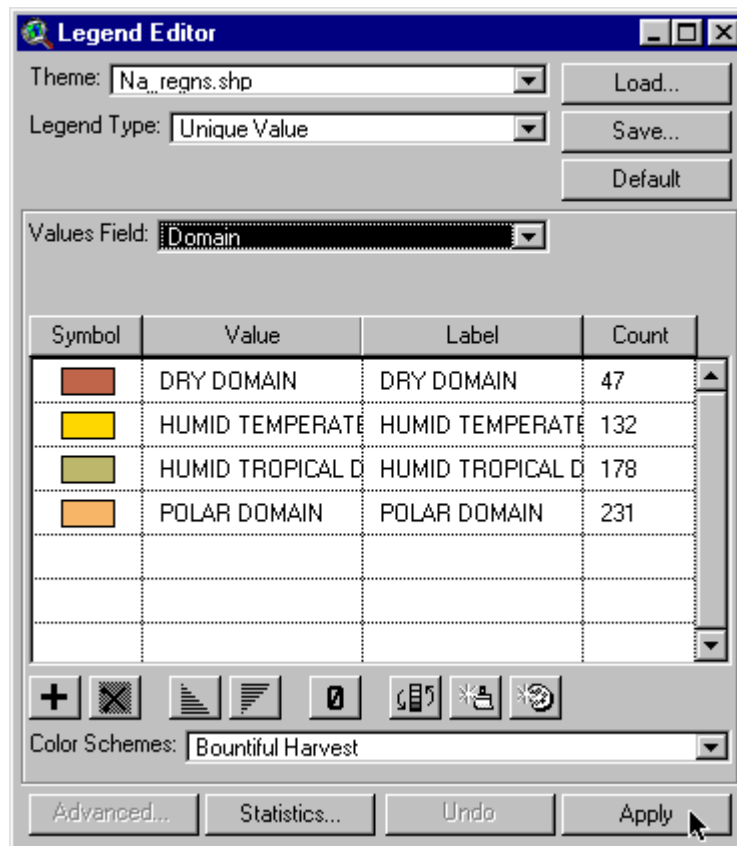 Legend Editor
Theme: Na_regns.shp
Load...
Legend Type: Unique Value
Save...
Default
Values Field: Domain
Symbol Value Label Count
DRY DOMAIN DRY DOMAIN 47
HUMID TEMPERATE HUMID TEMPERATE 132
HUMID TROPICAL D HUMID TROPICAL D 178
POLAR DOMAIN POLAR DOMAIN 231
0
Color Schemes: Bountiful Harvest
Advanced... Statistics... Undo Apply